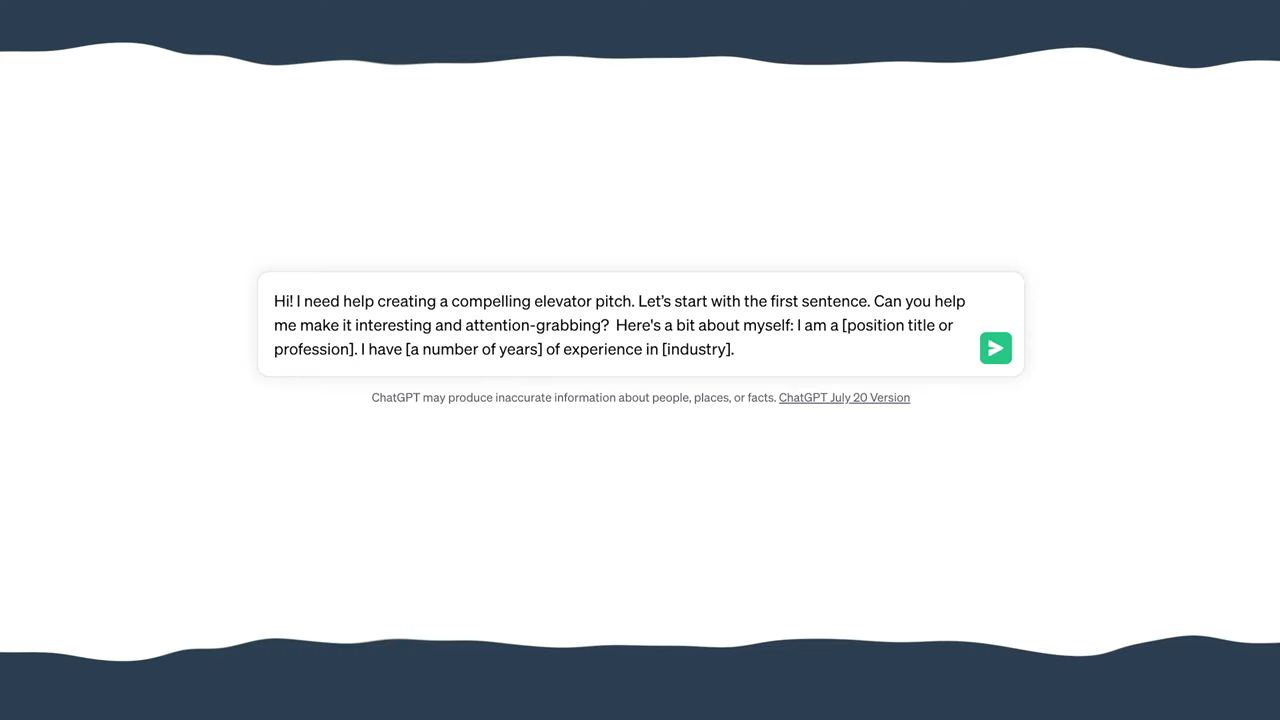 Hi! I need help creating a compelling elevator pitch. Let’s start with the first sentence. Can you help
me make it interesting and attention-grabbing?  Here's a bit about myself: I am a [position title or
profession]. I have [a number of years] of experience in [industry].
ChatGPT may produce inaccurate information about people, places, or facts. ChatGPT July 20 Version